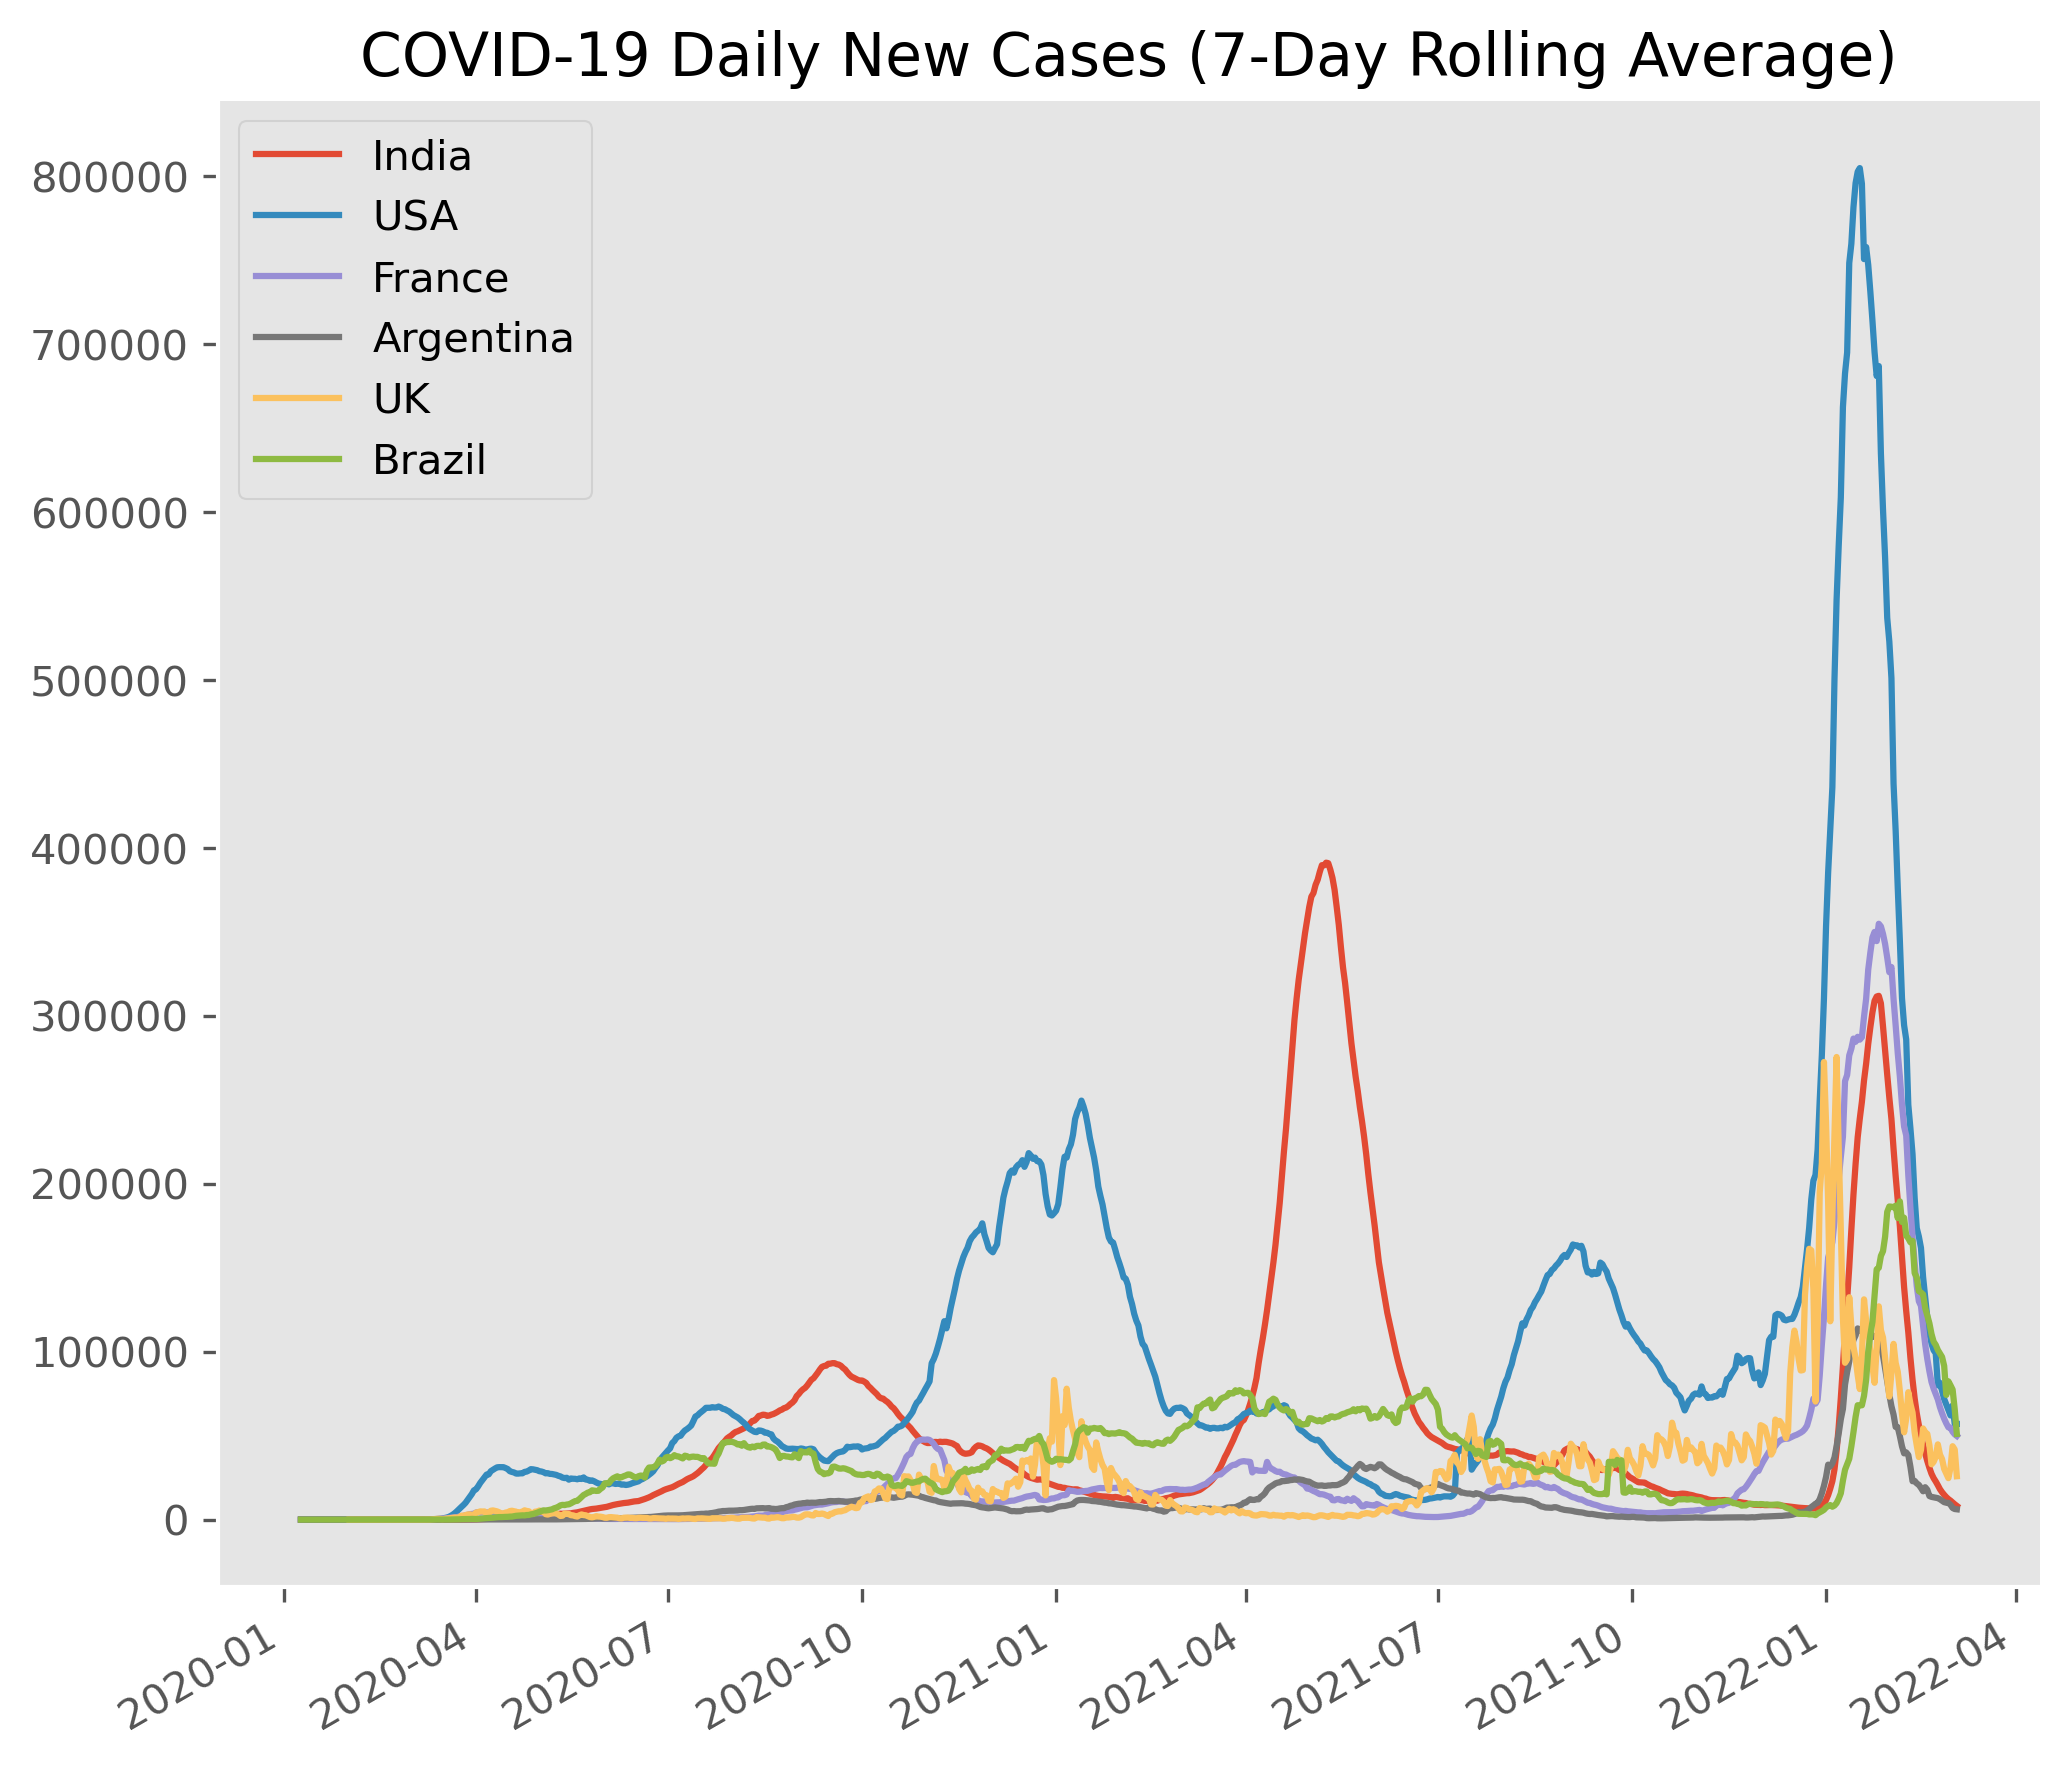 COVID-19 Daily New Cases (7-Day Rolling Average)
India
USA
France
Argentina
UK
Brazil
800000
700000
600000
500000
400000
300000
200000
100000
0
2020-01
2020-04
2020-07
2020-10
2021-01
2021-04
2021-07
2021-10
2022-01
2022-04